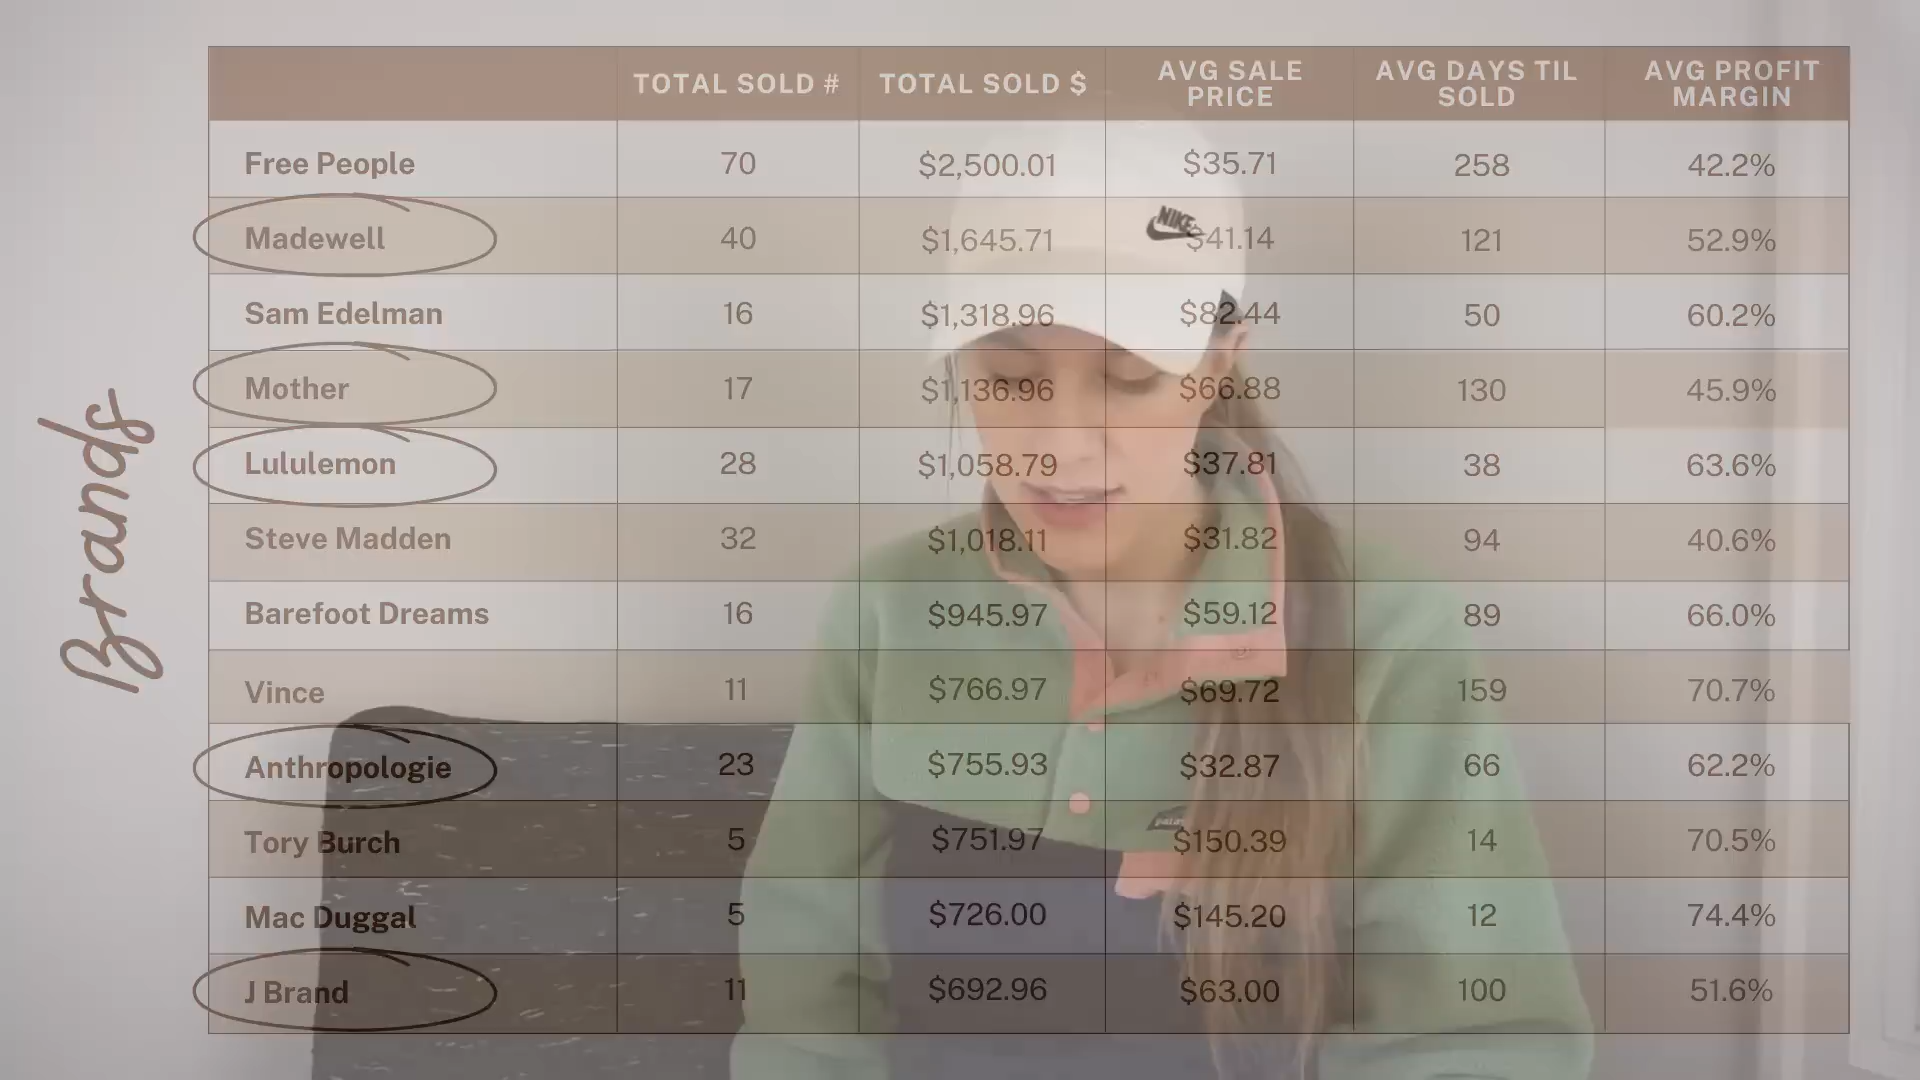 Brands
TOTAL SOLD # TOTAL SOLD $ AVG SALE PRICE AVG DAYS TIL SOLD AVG PROFIT MARGIN
Free People 70 $2,500.01 $35.71 258 42.2%
Madewell 40 $1,645.71 $41.14 121 52.9%
Sam Edelman 16 $1,318.96 $82.44 50 60.2%
Mother 17 $1,136.96 $66.88 130 45.9%
Lululemon 28 $1,058.79 $37.81 38 63.6%
Steve Madden 32 $1,018.11 $31.82 94 40.6%
Barefoot Dreams 16 $945.97 $59.12 89 66.0%
Vince 11 $766.97 $69.72 159 70.7%
Anthropologie 23 $755.93 $32.87 66 62.2%
Tory Burch 5 $751.97 $150.39 14 70.5%
Mac Duggal 5 $726.00 $145.20 12 74.4%
J Brand 11 $692.96 $63.00 100 51.6%
NIKE